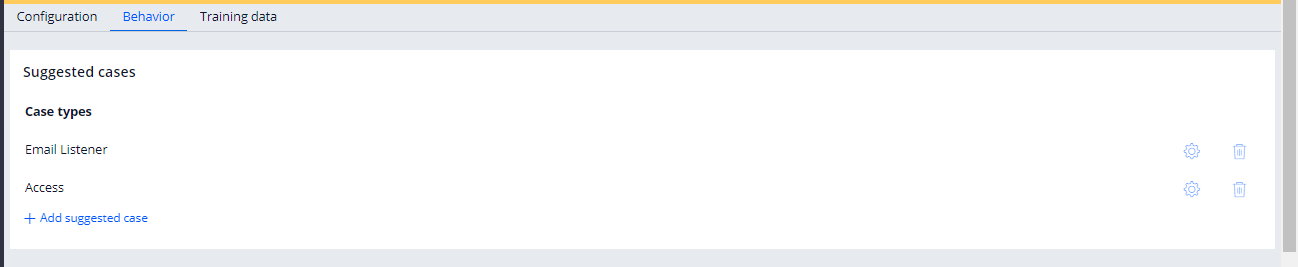 Configuration Behavior Training data
Suggested cases
Case types
Email Listener
Access
+ Add suggested case